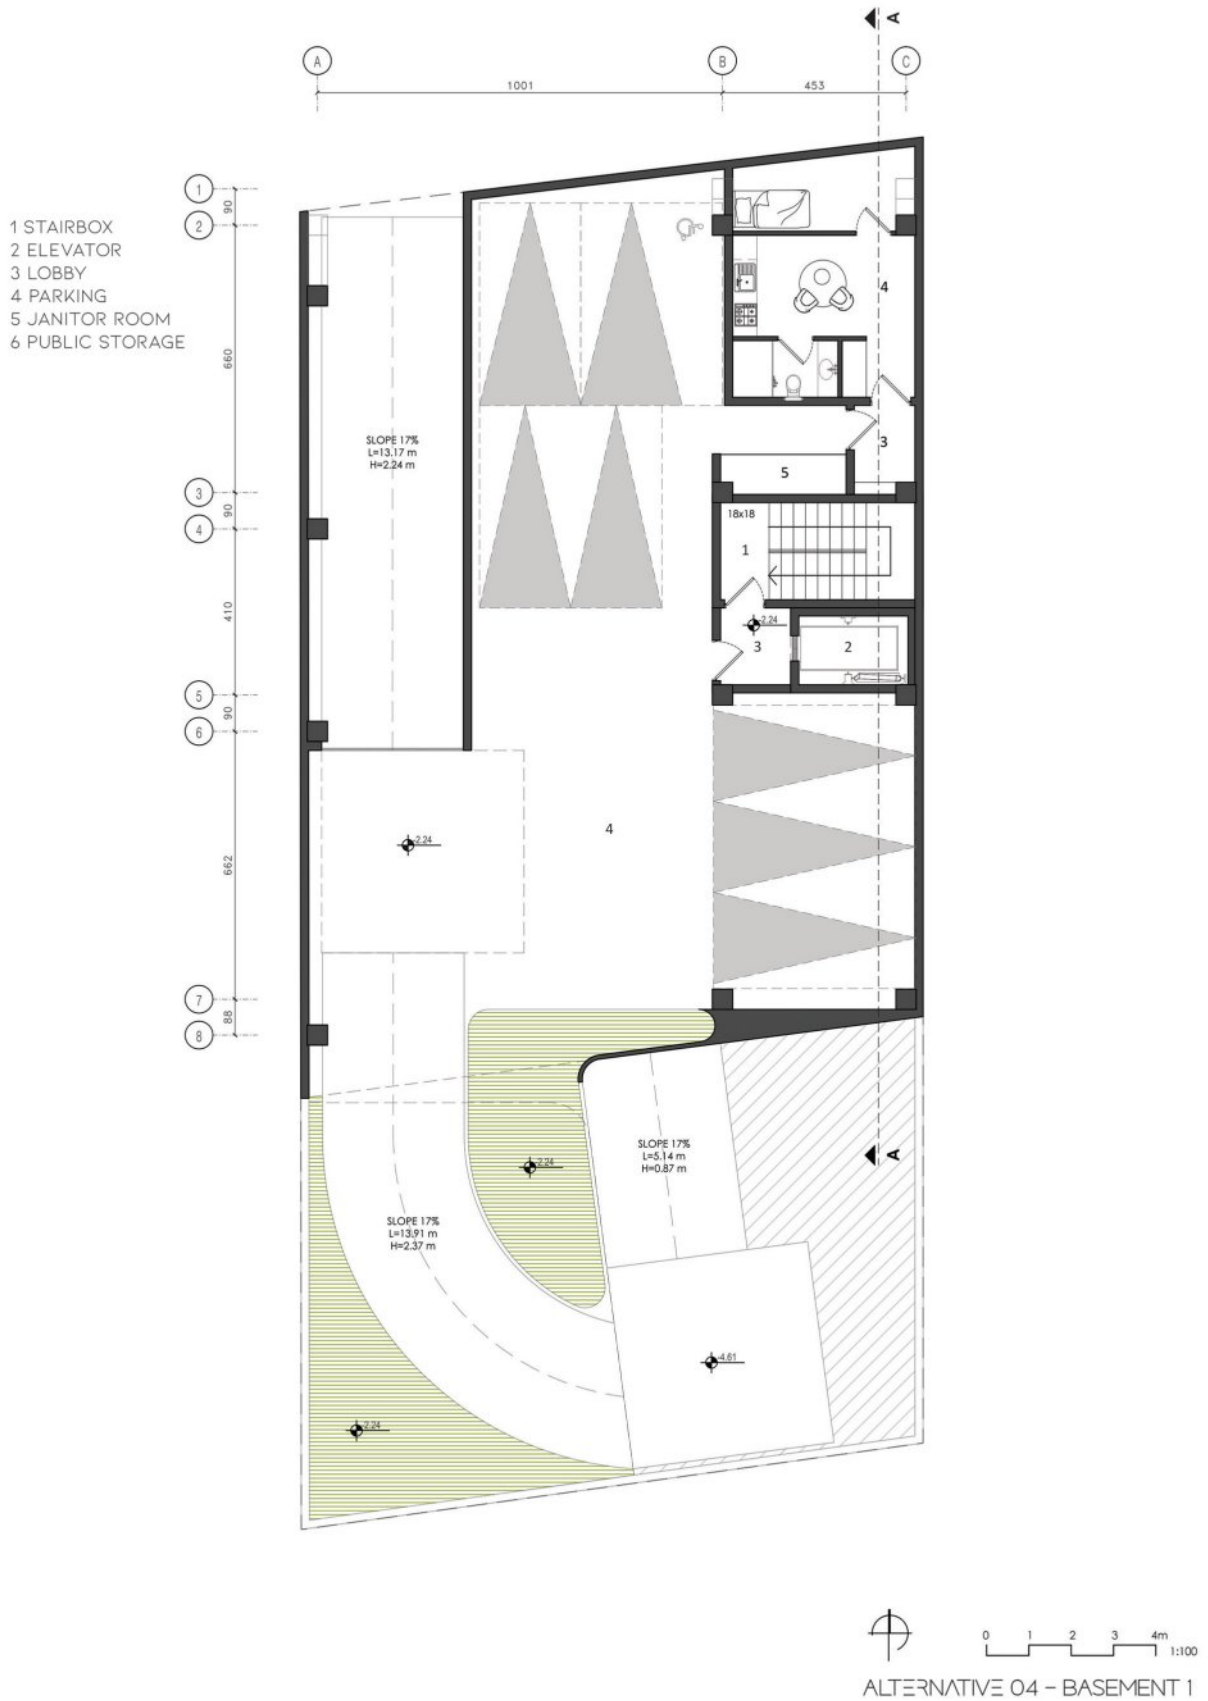 A
A
B
C
1001
453
1
90
2
1 STAIRBOX
2 ELEVATOR
3 LOBBY
4 PARKING
5 JANITOR ROOM
6 PUBLIC STORAGE
4
660
SLOPE 17%
L=13.17 m
H=2.24 m
3
5
3
90
18x18
4
1
410
-2.24
3
2
5
90
6
4
-2.24
662
7
88
8
SLOPE 17%
L=5.14 m
H=0.87 m
A
-2.24
SLOPE 17%
L=13.91 m
H=2.37 m
-4.61
-2.24
0 1 2 3 4m
1:100
ALTERNATIVE 04 - BASEMENT 1